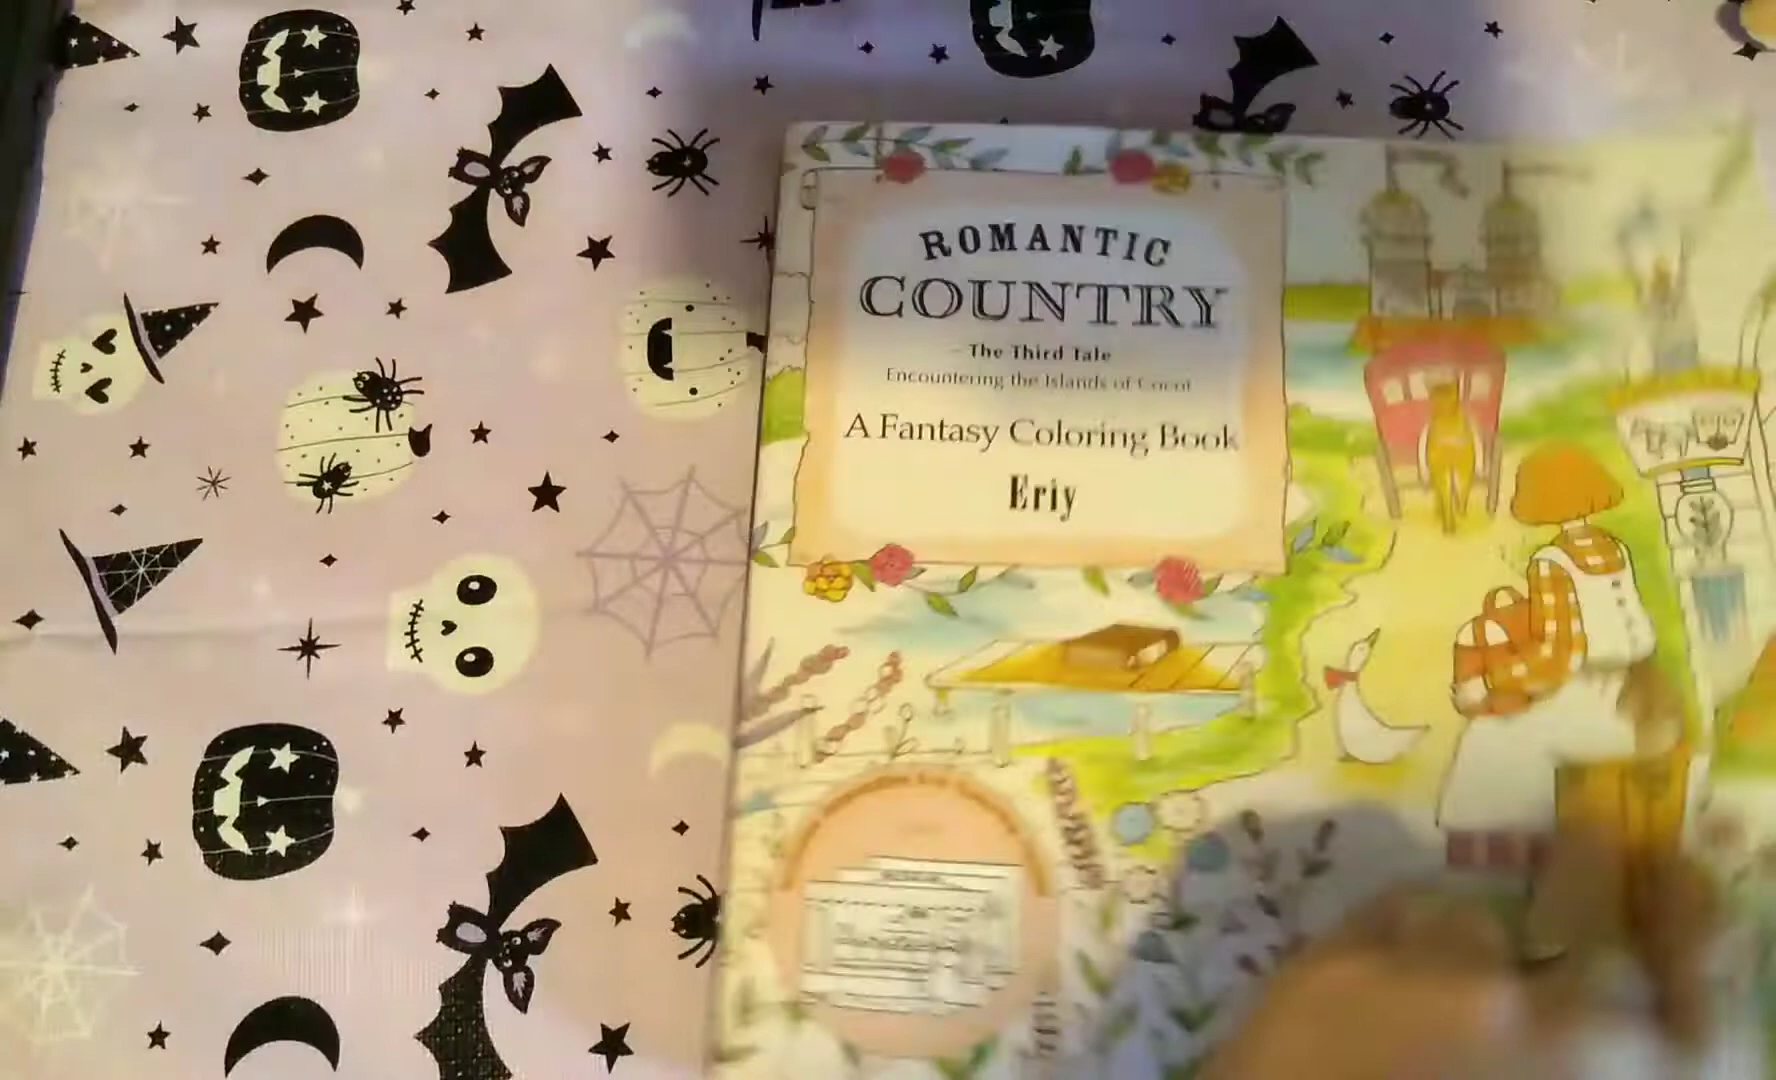 ROMANTIC
COUNTRY
- The Third Tale
Encountering the Islands of Cocot
A Fantasy Coloring Book
Eriy